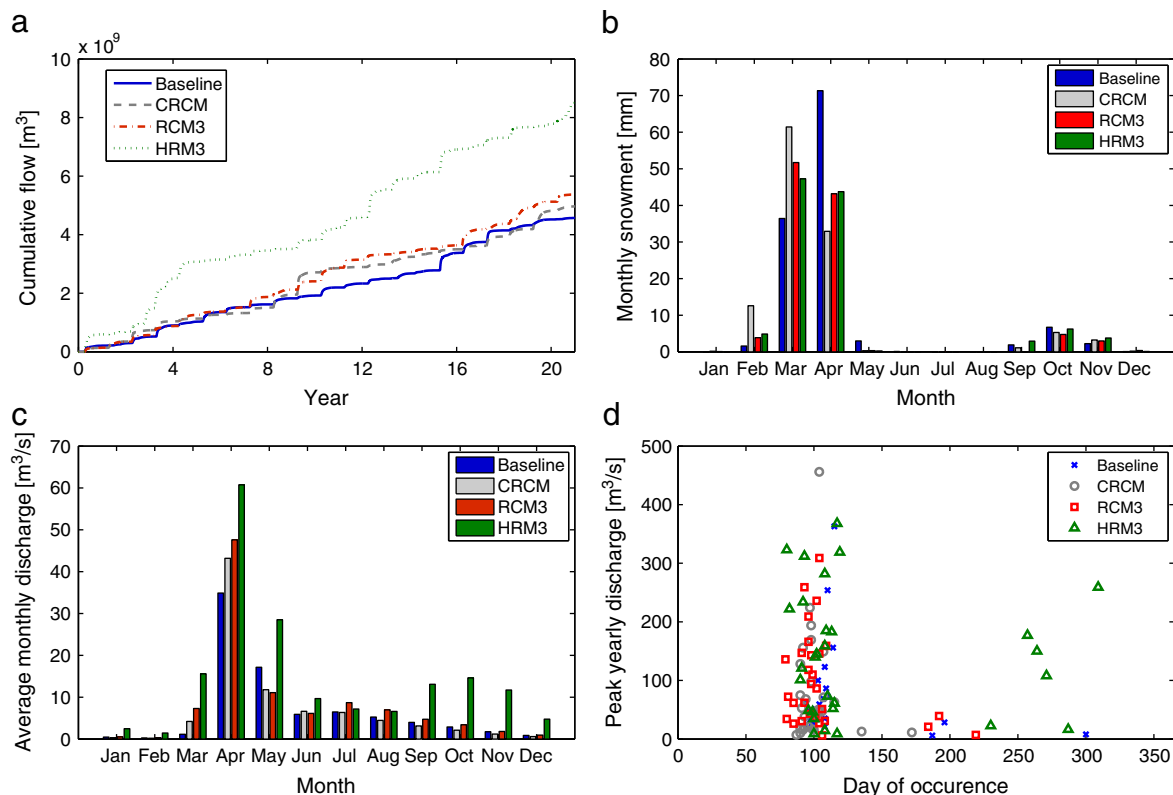 a
x 10^9
10
8
6
4
2
0
Cumulative flow [m^3]
Baseline
CRCM
RCM3
HRM3
0 4 8 12 16 20
Year
b
80
70
60
50
40
30
20
10
0
Monthly snowment [mm]
Baseline
CRCM
RCM3
HRM3
Jan Feb Mar Apr May Jun Jul Aug Sep Oct Nov Dec
Month
c
70
60
50
40
30
20
10
0
Average monthly discharge [m^3/s]
Baseline
CRCM
RCM3
HRM3
Jan Feb Mar Apr May Jun Jul Aug Sep Oct Nov Dec
Month
d
500
400
300
200
100
0
Peak yearly discharge [m^3/s]
Baseline
CRCM
RCM3
HRM3
0 50 100 150 200 250 300 350
Day of occurence